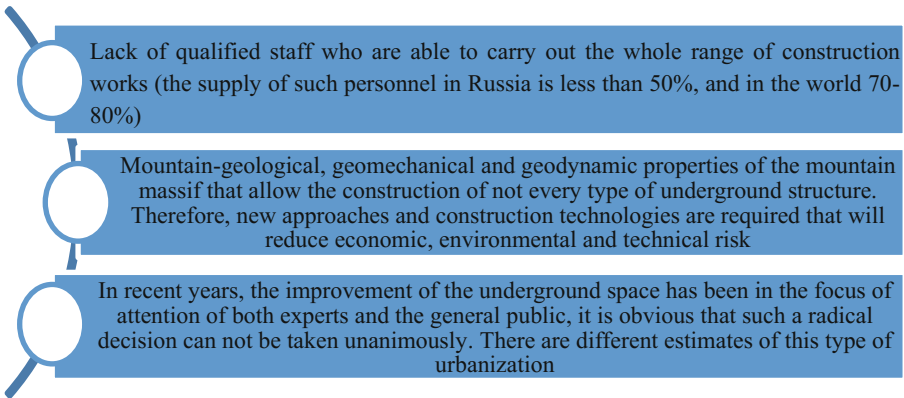 Lack of qualified staff who are able to carry out the whole range of construction
works (the supply of such personnel in Russia is less than 50%, and in the world 70-
80%)
Mountain-geological, geomechanical and geodynamic properties of the mountain
massif that allow the construction of not every type of underground structure.
Therefore, new approaches and construction technologies are required that will
reduce economic, environmental and technical risk
In recent years, the improvement of the underground space has been in the focus of
attention of both experts and the general public, it is obvious that such a radical
decision can not be taken unanimously. There are different estimates of this type of
urbanization